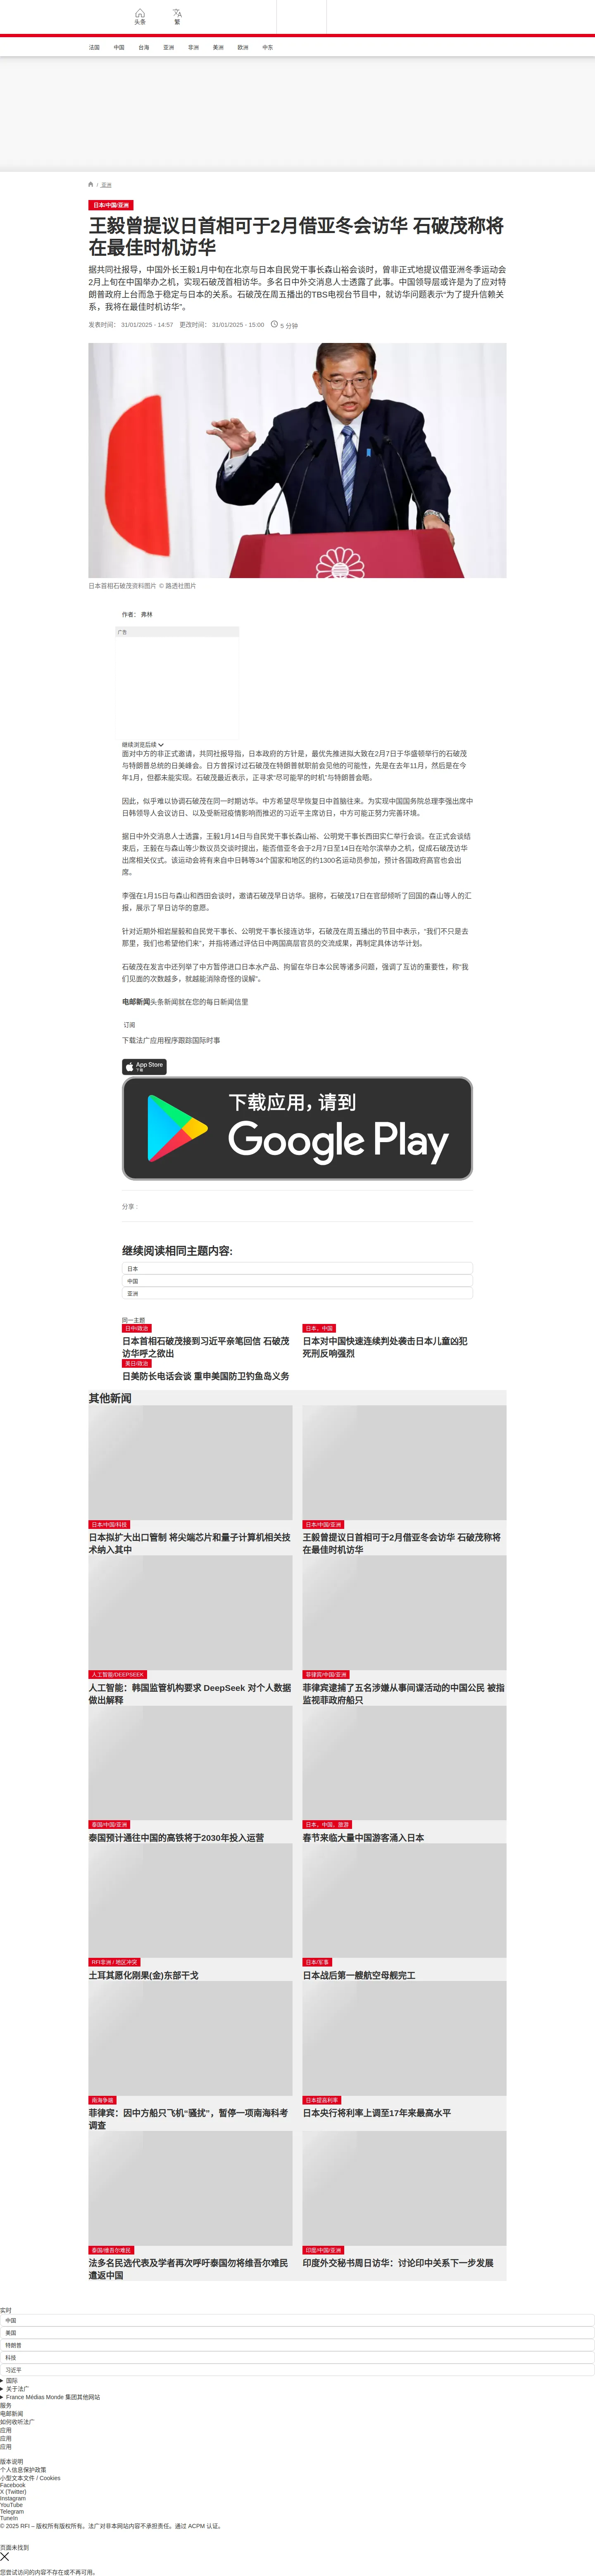 头条
繁
法国
中国
台海
亚洲
非洲
美洲
欧洲
中东
/ 亚洲
日本/中国/亚洲
王毅曾提议日首相可于2月借亚冬会访华 石破茂称将
在最佳时机访华
据共同社报导，中国外长王毅1月中旬在北京与日本自民党干事长森山裕会谈时，曾非正式地提议借亚洲冬季运动会
2月上旬在中国举办之机，实现石破茂首相访华。多名日中外交消息人士透露了此事。中国领导层或许是为了应对特
朗普政府上台而急于稳定与日本的关系。石破茂在周五播出的TBS电视台节目中，就访华问题表示“为了提升信赖关
系，我将在最佳时机访华”。
发表时间： 31/01/2025 - 14:57
更改时间： 31/01/2025 - 15:00
5 分钟
日本首相石破茂资料图片 © 路透社图片
作者： 弗林
广告
继续浏览后续
面对中方的非正式邀请，共同社报导指，日本政府的方针是，最优先推进拟大致在2月7日于华盛顿举行的石破茂
与特朗普总统的日美峰会。日方曾探讨过石破茂在特朗普就职前会见他的可能性，先是在去年11月，然后是在今
年1月，但都未能实现。石破茂最近表示，正寻求“尽可能早的时机”与特朗普会晤。
因此，似乎难以协调石破茂在同一时期访华。中方希望尽早恢复日中首脑往来。为实现中国国务院总理李强出席中
日韩领导人会议访日、以及受新冠疫情影响而推迟的习近平主席访日，中方可能正努力完善环境。
据日中外交消息人士透露，王毅1月14日与自民党干事长森山裕、公明党干事长西田实仁举行会谈。在正式会谈结
束后，王毅在与森山等少数议员交谈时提出，能否借亚冬会于2月7日至14日在哈尔滨举办之机，促成石破茂访华
出席相关仪式。该运动会将有来自中日韩等34个国家和地区的约1300名运动员参加，预计各国政府高官也会出
席。
李强在1月15日与森山和西田会谈时，邀请石破茂早日访华。据称，石破茂17日在官邸倾听了回国的森山等人的汇
报，展示了早日访华的意愿。
针对近期外相岩屋毅和自民党干事长、公明党干事长接连访华，石破茂在周五播出的节目中表示，“我们不只是去
那里，我们也希望他们来”，并指将通过评估日中两国高层官员的交流成果，再制定具体访华计划。
石破茂在发言中还列举了中方暂停进口日本水产品、拘留在华日本公民等诸多问题，强调了互访的重要性，称“我
们见面的次数越多，就越能消除奇怪的误解”。
电邮新闻头条新闻就在您的每日新闻信里
订阅
下载法广应用程序跟踪国际时事
App Store
下载
下载应用，请到
Google Play
分享 :
继续阅读相同主题内容:
日本
中国
亚洲
同一主题
日中/政治
日本首相石破茂接到习近平亲笔回信 石破茂
访华呼之欲出
日本、中国
日本对中国快速连续判处袭击日本儿童凶犯
死刑反响强烈
美日/政治
日美防长电话会谈 重申美国防卫钓鱼岛义务
其他新闻
日本/中国/科技
日本拟扩大出口管制 将尖端芯片和量子计算机相关技
术纳入其中
日本/中国/亚洲
王毅曾提议日首相可于2月借亚冬会访华 石破茂称将
在最佳时机访华
人工智能/DEEPSEEK
人工智能：韩国监管机构要求 DeepSeek 对个人数据
做出解释
菲律宾/中国/亚洲
菲律宾逮捕了五名涉嫌从事间谍活动的中国公民 被指
监视菲政府船只
泰国/中国/亚洲
泰国预计通往中国的高铁将于2030年投入运营
日本、中国、旅游
春节来临大量中国游客涌入日本
RFI非洲 / 地区冲突
土耳其愿化刚果(金)东部干戈
日本/军事
日本战后第一艘航空母舰完工
南海争端
菲律宾：因中方船只飞机“骚扰”，暂停一项南海科考
调查
日本提高利率
日本央行将利率上调至17年来最高水平
泰国/维吾尔难民
法多名民选代表及学者再次呼吁泰国勿将维吾尔难民
遣返中国
印度/中国/亚洲
印度外交秘书周日访华：讨论印中关系下一步发展
实时
中国
美国
特朗普
科技
习近平
国际
关于法广
France Médias Monde 集团其他网站
服务
电邮新闻
如何收听法广
应用
应用
应用
版本说明
个人信息保护政策
小型文本文件 / Cookies
Facebook
X (Twitter)
Instagram
YouTube
Telegram
TuneIn
© 2025 RFI – 版权所有版权所有。法广对非本网站内容不承担责任。通过 ACPM 认证。
页面未找到
您尝试访问的内容不存在或不再可用。